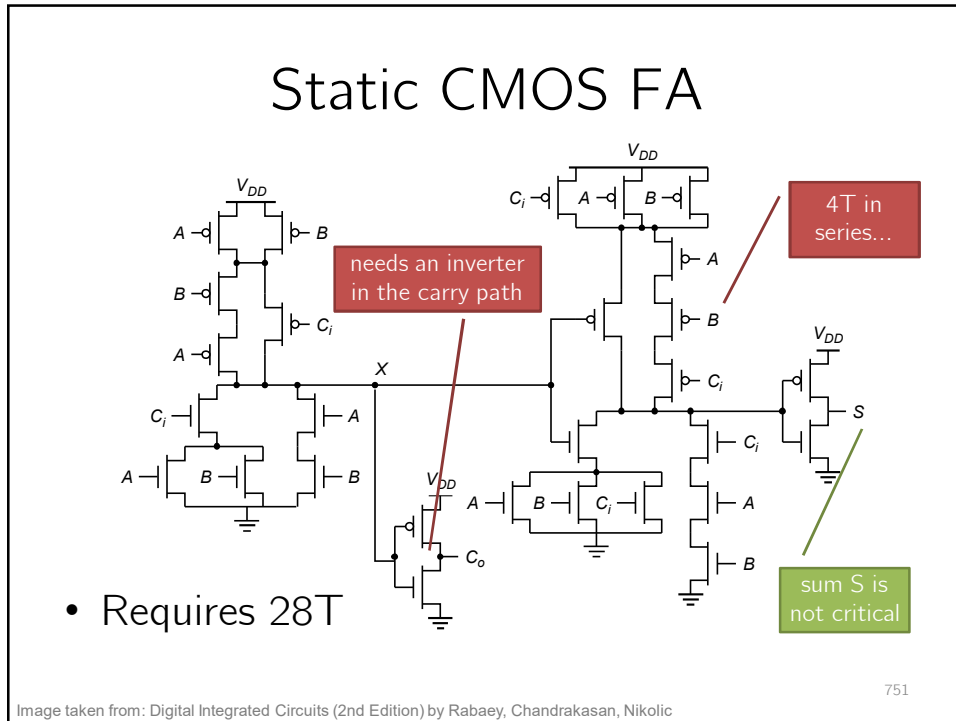 Static CMOS FA
V_DD
V_DD
C_i A B
A B
4T in
series...
needs an inverter
in the carry path
A
B
B
C_i
V_DD
A
C_i
X
S
C_i
A
C_i
A B
B
A B C_i
A
V_DD
C_o
B
• Requires 28T
sum S is
not critical
751
Image taken from: Digital Integrated Circuits (2nd Edition) by Rabaey, Chandrakasan, Nikolic